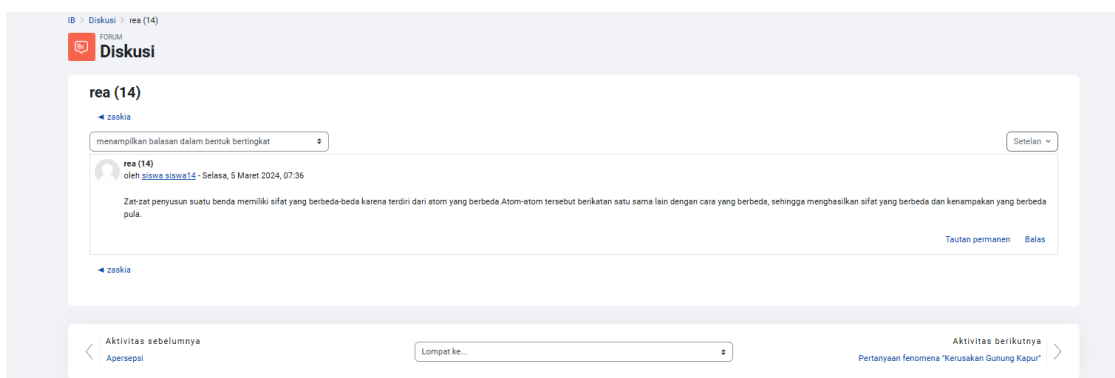 IB > Diskusi > rea (14)
FORUM
Diskusi
rea (14)
◄ zaskia
menampilkan balasan dalam bentuk bertingkat
Setelan
rea (14)
oleh siswa siswa14 - Selasa, 5 Maret 2024, 07:36
Zat-zat penyusun suatu benda memiliki sifat yang berbeda-beda karena terdiri dari atom yang berbeda.Atom-atom tersebut berikatan satu sama lain dengan cara yang berbeda, sehingga menghasilkan sifat yang berbeda dan kenampakan yang berbeda
pula.
Tautan permanen Balas
◄ zaskia
Aktivitas sebelumnya
Apersepsi
Lompat ke...
Aktivitas berikutnya
Pertanyaan fenomena "Kerusakan Gunung Kapur"